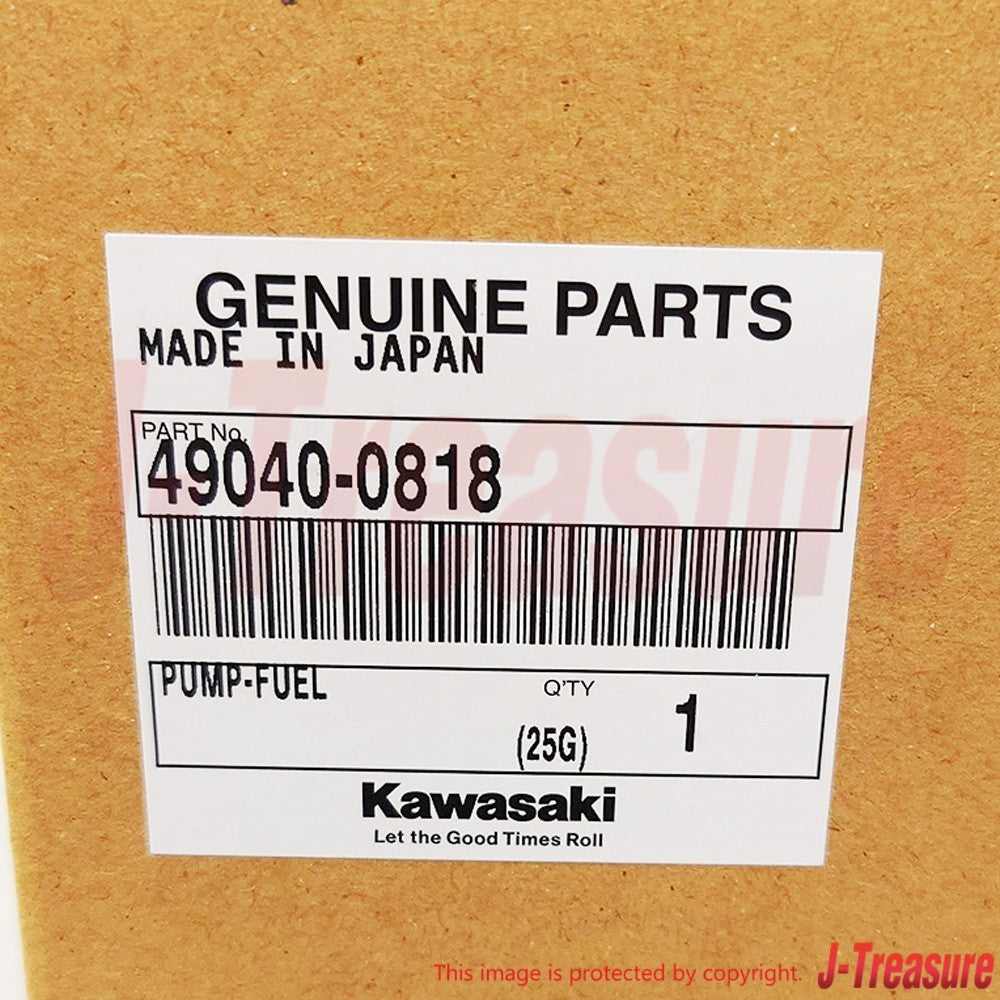 GENUINE PARTS
MADE IN JAPAN
PART No.
49040-0818
PUMP-FUEL
Q'TY
(25G)
1
Kawasaki
Let the Good Times Roll
J-Treasure
This image is protected by copyright. J-Treasure